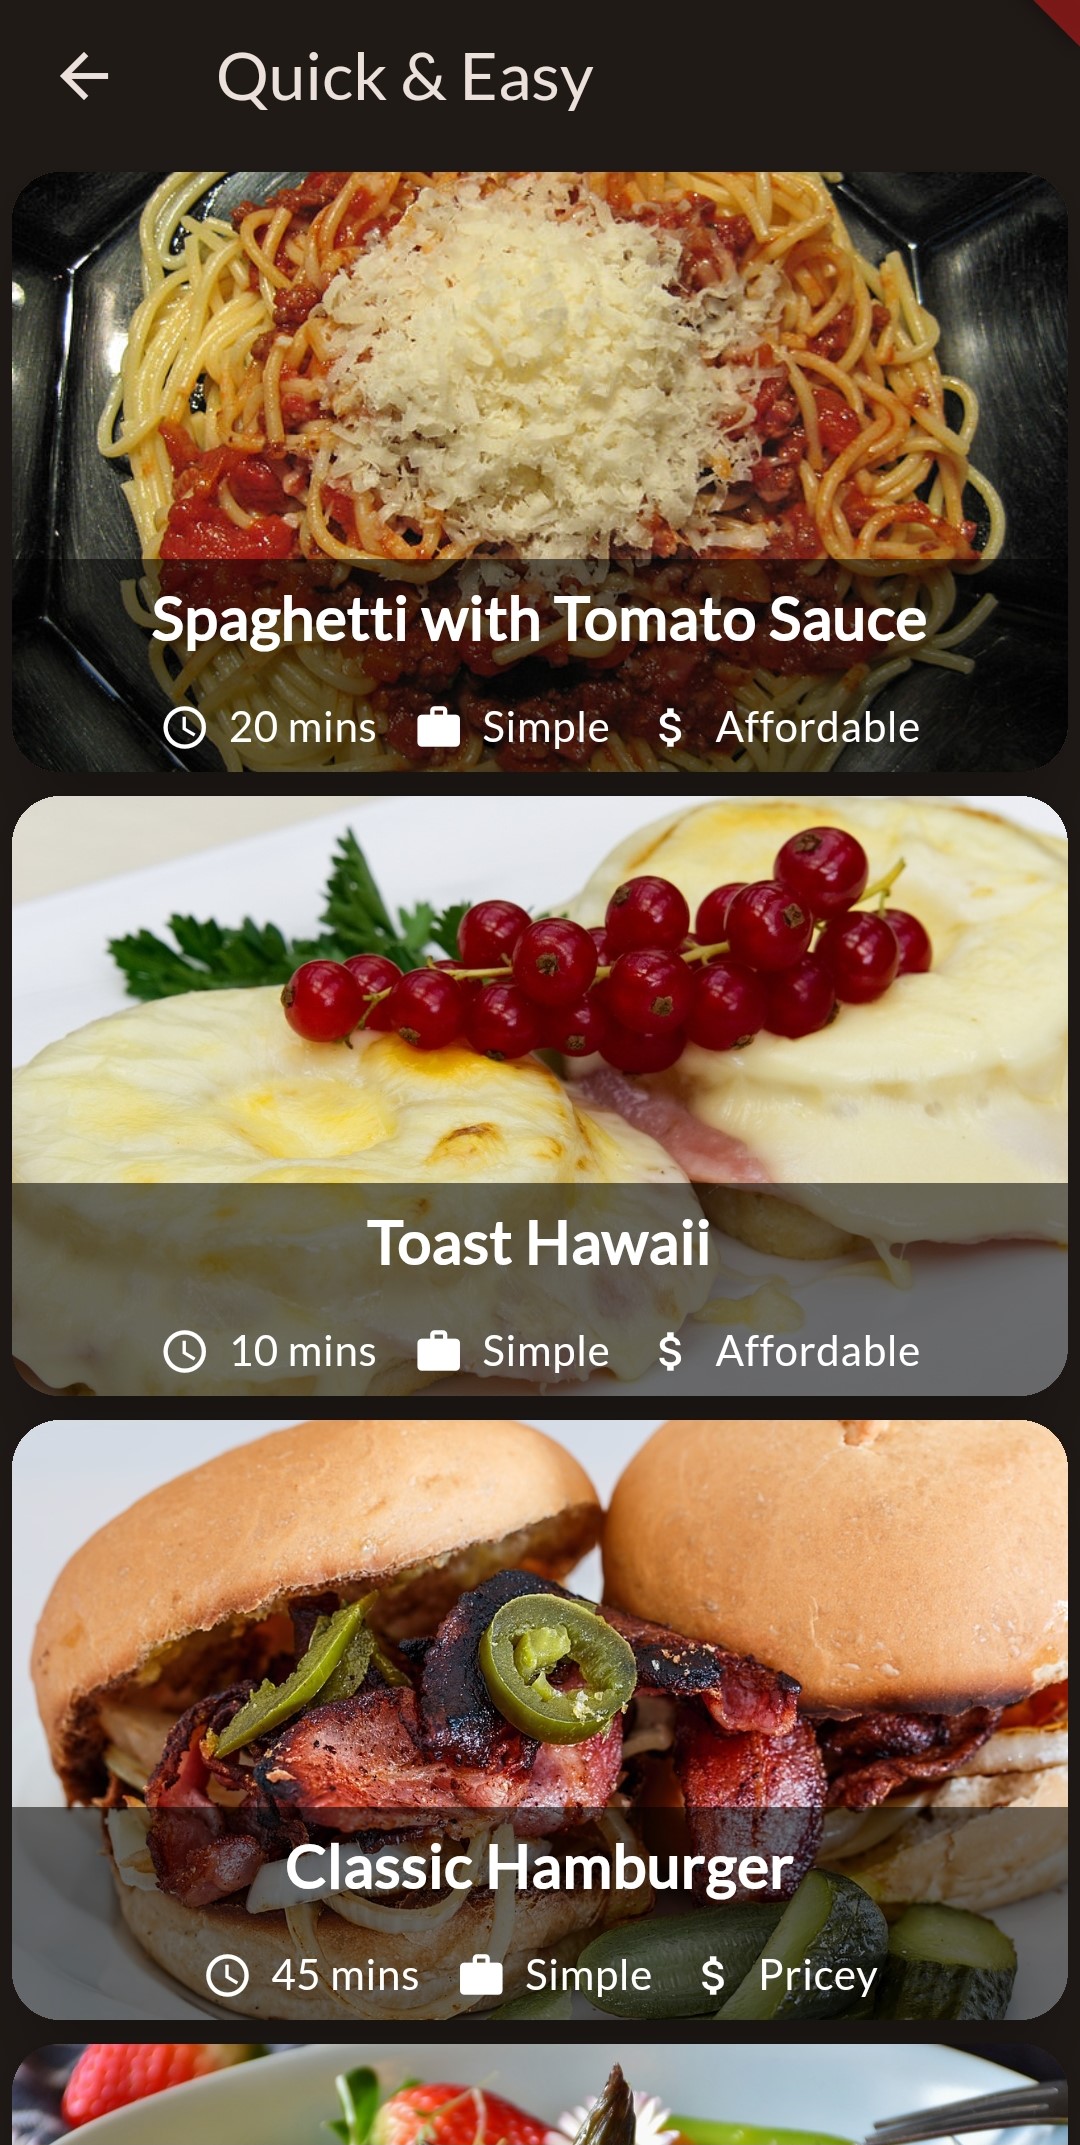 Quick & Easy
Spaghetti with Tomato Sauce
20 mins Simple $ Affordable
Toast Hawaii
10 mins Simple $ Affordable
Classic Hamburger
45 mins Simple $ Pricey